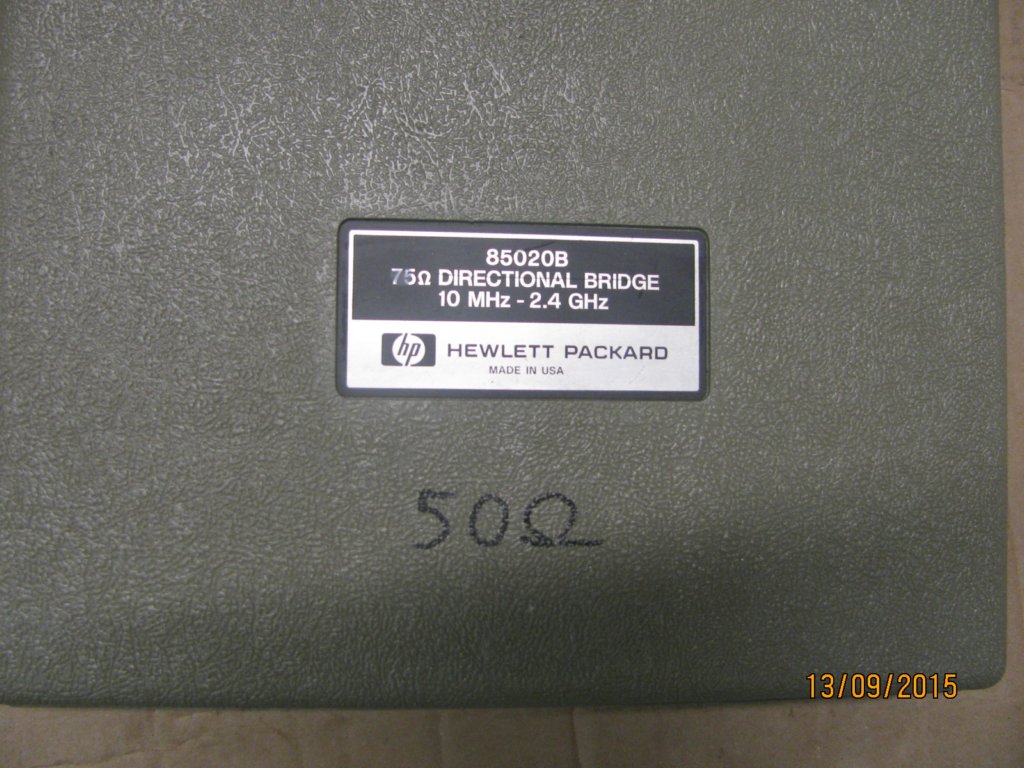 85020B
75Ω DIRECTIONAL BRIDGE
10 MHz - 2.4 GHz
hp HEWLETT PACKARD
MADE IN USA
50Ω
13/09/2015